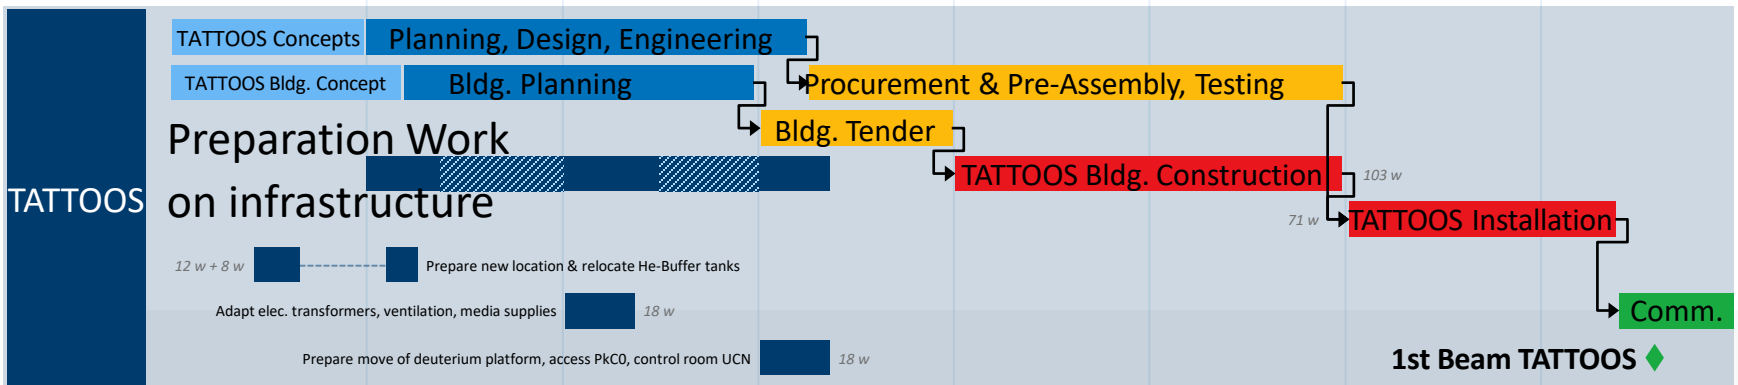 TATTOOS
TATTOOS Concepts
Planning, Design, Engineering
TATTOOS Bldg. Concept
Bldg. Planning
Procurement & Pre-Assembly, Testing
Bldg. Tender
Preparation Work
on infrastructure
TATTOOS Bldg. Construction
103 w
71 w
TATTOOS Installation
12 w + 8 w
Prepare new location & relocate He-Buffer tanks
Adapt elec. transformers, ventilation, media supplies
18 w
Comm.
Prepare move of deuterium platform, access PkC0, control room UCN
18 w
1st Beam TATTOOS